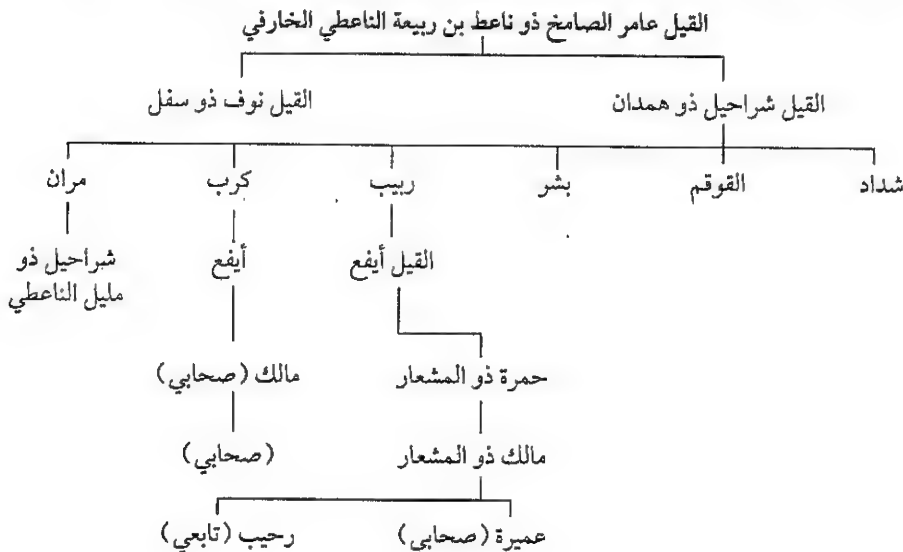 القيل عامر الصامخ ذو ناعط بن ربيعة الناعطي الخارفي
القيل شراحيل ذو همدان
القيل نوف ذو سفل
شداد
القوقم
بشر
ربيب
كرب
مران
القيل أيفع
أيفع
شراحيل ذو
مليل الناعطي
حمرة ذو المشعار
مالك (صحابي)
مالك ذو المشعار
(صحابي)
عميرة (صحابي)
رحيب (تابعي)